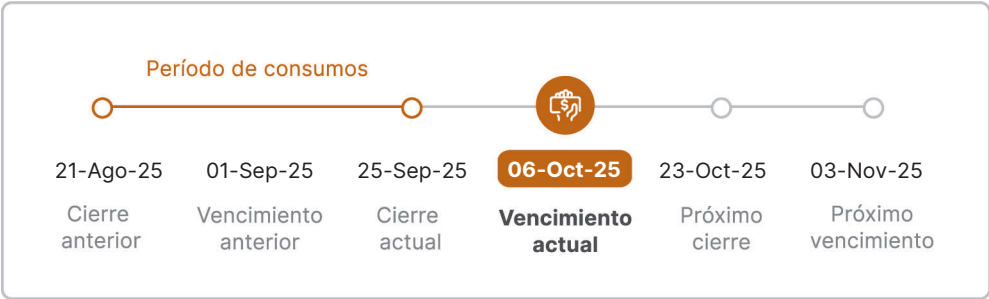 Período de consumos
$
21-Ago-25 01-Sep-25 25-Sep-25 06-Oct-25 23-Oct-25 03-Nov-25
Cierre Vencimiento Cierre Vencimiento Próximo Próximo
anterior anterior actual actual cierre vencimiento